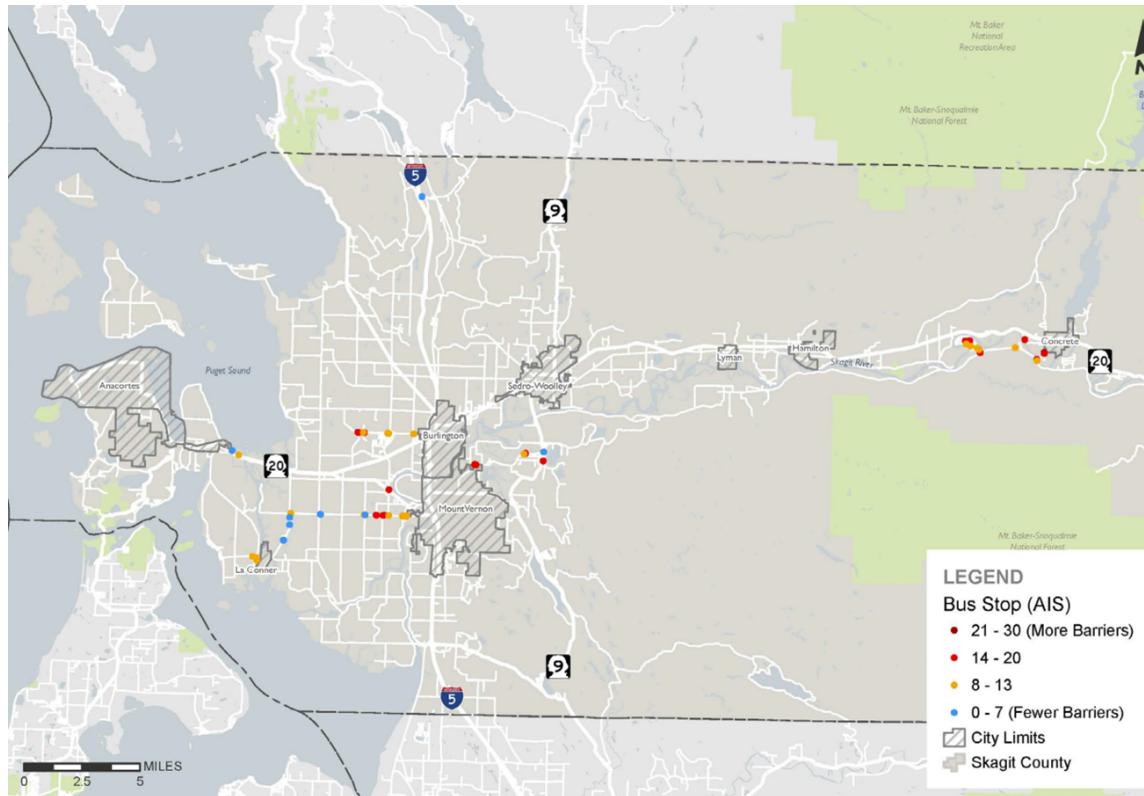 Mt. Baker
National
Recreation Area
N
Mt. Baker-Snoqualmie
National Forest
5
9
Concrete
Hamilton
Lyman
Skagit River
20
Puget Sound
Anacortes
Sedro-Woolley
Burlington
20
Mount Vernon
La Conner
Mt. Baker-Snoqualmie
National Forest
9
5
LEGEND
Bus Stop (AIS)
21 - 30 (More Barriers)
14 - 20
8 - 13
0 - 7 (Fewer Barriers)
City Limits
Skagit County
MILES
0 2.5 5